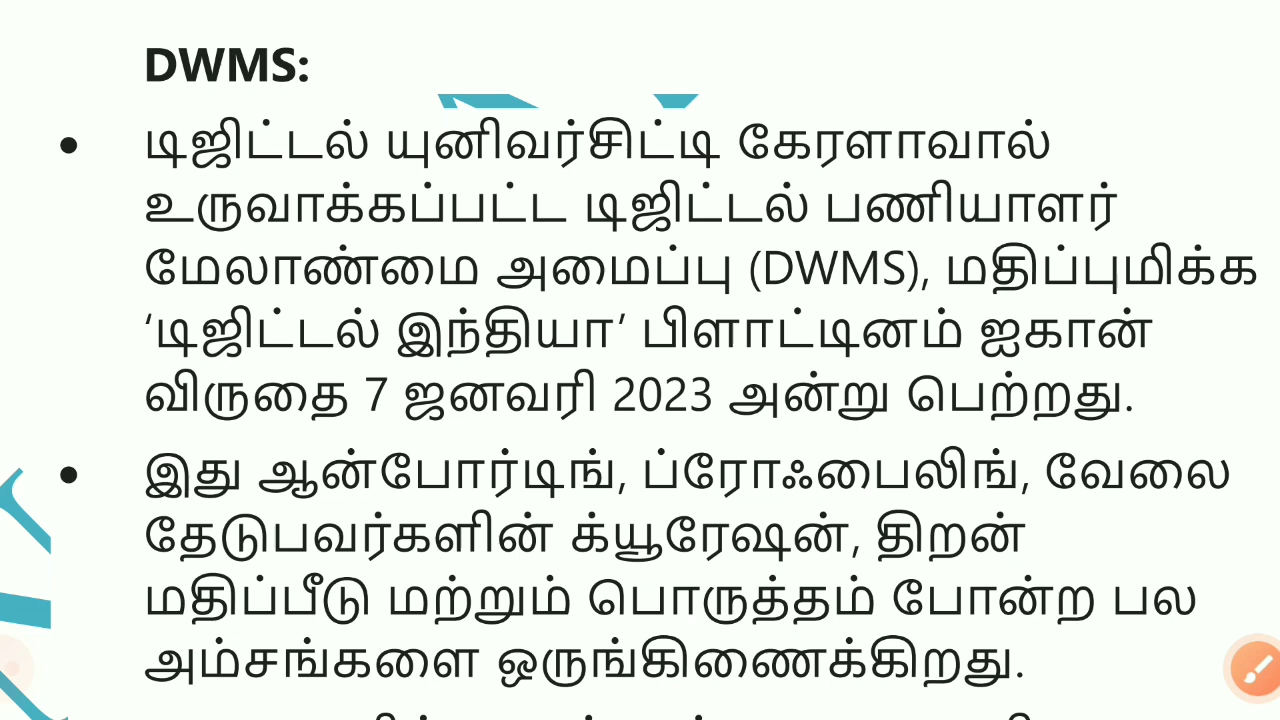 DWMS:
• டிஜிட்டல் யுனிவர்சிட்டி கேரளாவால்
உருவாக்கப்பட்ட டிஜிட்டல் பணியாளர்
மேலாண்மை அமைப்பு (DWMS), மதிப்புமிக்க
‘டிஜிட்டல் இந்தியா’ பிளாட்டினம் ஐகான்
விருதை 7 ஜனவரி 2023 அன்று பெற்றது.
• இது ஆன்போர்டிங், ப்ரோஃபைலிங், வேலை
தேடுபவர்களின் க்யூரேஷன், திறன்
மதிப்பீடு மற்றும் பொருத்தம் போன்ற பல
அம்சங்களை ஒருங்கிணைக்கிறது.